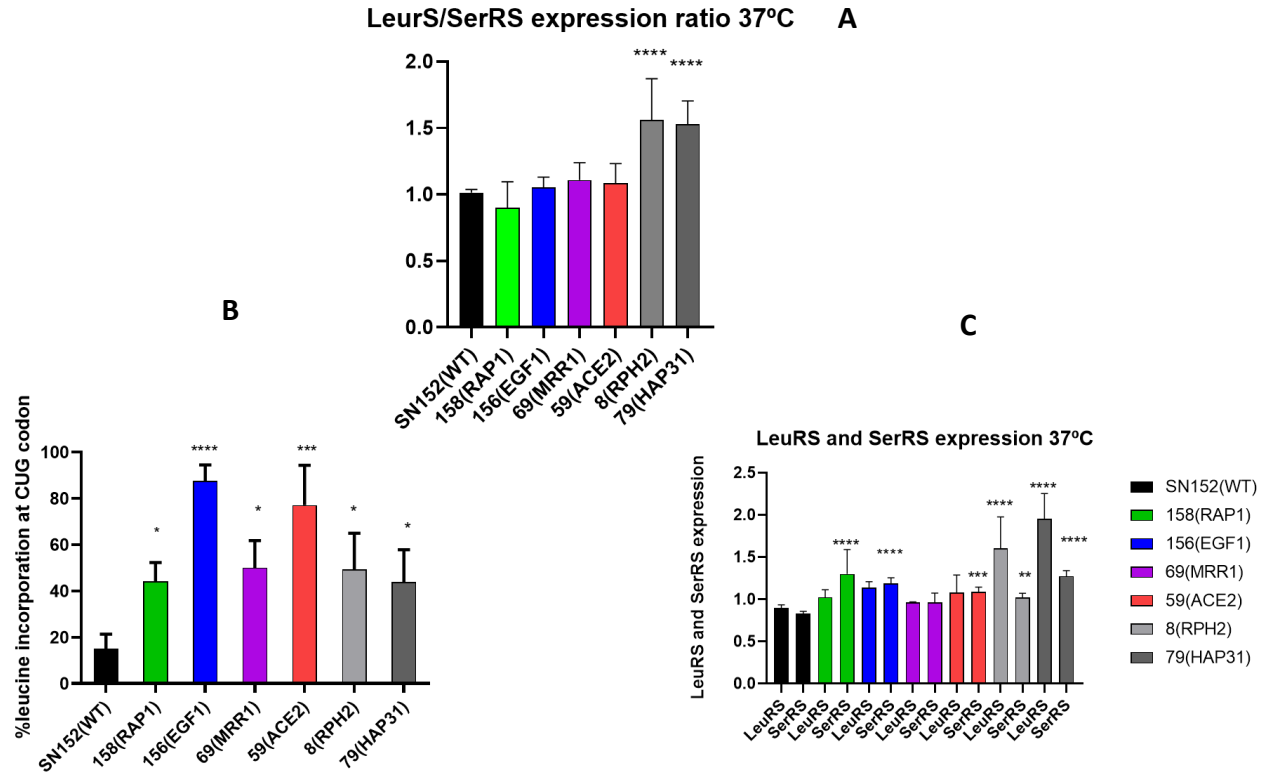 LeurS/SerRS expression ratio 37ºC
A
****
****
2.0
1.5
1.0
0.5
0.0
SN152(WT)
158(RAP1)
156(EGF1)
69(MRR1)
59(ACE2)
8(RPH2)
79(HAP31)
B
%leucine incorporation at CUG codon
100
80
60
40
20
0
*
****
*
***
*
*
SN152(WT)
158(RAP1)
156(EGF1)
69(MRR1)
59(ACE2)
8(RPH2)
79(HAP31)
C
LeuRS and SerRS expression 37ºC
LeuRS and SerRS expression
2.5
2.0
1.5
1.0
0.5
0.0
****
****
***
****
**
****
****
LeuRS
SerRS
LeuRS
SerRS
LeuRS
SerRS
LeuRS
SerRS
LeuRS
SerRS
LeuRS
SerRS
LeuRS
SerRS
SN152(WT)
158(RAP1)
156(EGF1)
69(MRR1)
59(ACE2)
8(RPH2)
79(HAP31)